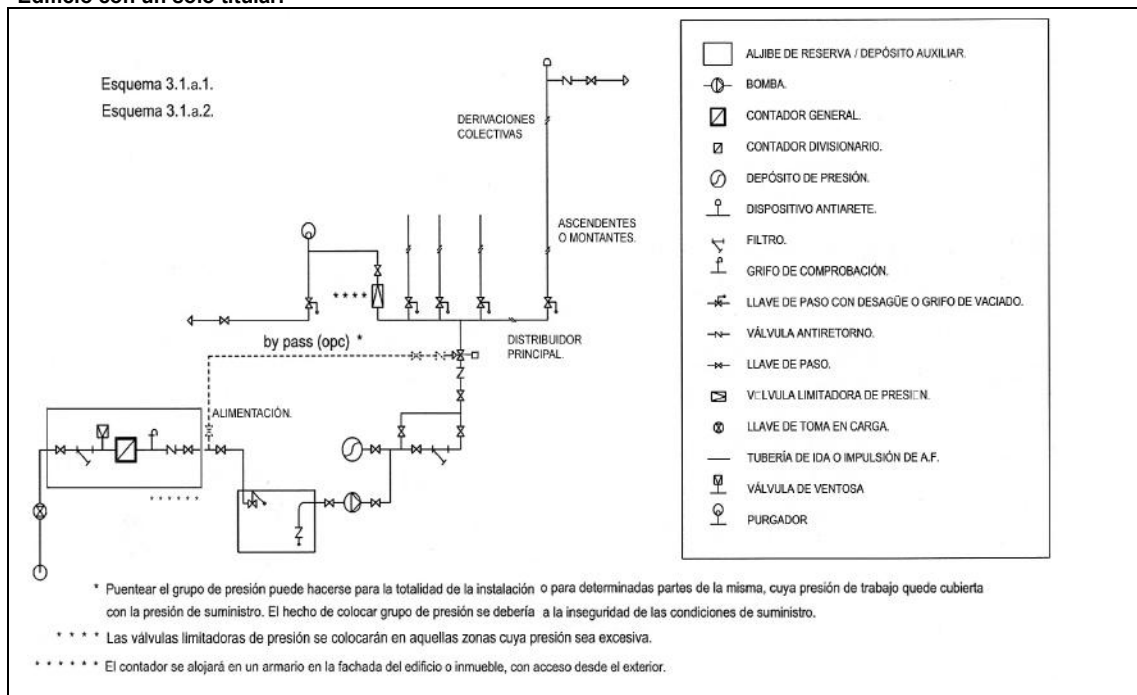 Edificio con un solo titular.
Esquema 3.1.a.1.
Esquema 3.1.a.2.
DERIVACIONES
COLECTIVAS
ASCENDENTES
O MONTANTES.
* * * *
DISTRIBUIDOR
PRINCIPAL.
by pass (opc) *
ALIMENTACIÓN.
* * * * * *
ALJIBE DE RESERVA / DEPÓSITO AUXILIAR.
BOMBA.
CONTADOR GENERAL.
CONTADOR DIVISIONARIO.
DEPÓSITO DE PRESIÓN.
DISPOSITIVO ANTIARETE.
FILTRO.
GRIFO DE COMPROBACIÓN.
LLAVE DE PASO CON DESAGÜE O GRIFO DE VACIADO.
VÁLVULA ANTIRETORNO.
LLAVE DE PASO.
V□LVULA LIMITADORA DE PRESI□N.
LLAVE DE TOMA EN CARGA.
TUBERÍA DE IDA O IMPULSIÓN DE A.F.
VÁLVULA DE VENTOSA
PURGADOR
* Puentear el grupo de presión puede hacerse para la totalidad de la instalación o para determinadas partes de la misma, cuya presión de trabajo quede cubierta
con la presión de suministro. El hecho de colocar grupo de presión se debería a la inseguridad de las condiciones de suministro.
* * * * Las válvulas limitadoras de presión se colocarán en aquellas zonas cuya presión sea excesiva.
* * * * * * El contador se alojará en un armario en la fachada del edificio o inmueble, con acceso desde el exterior.